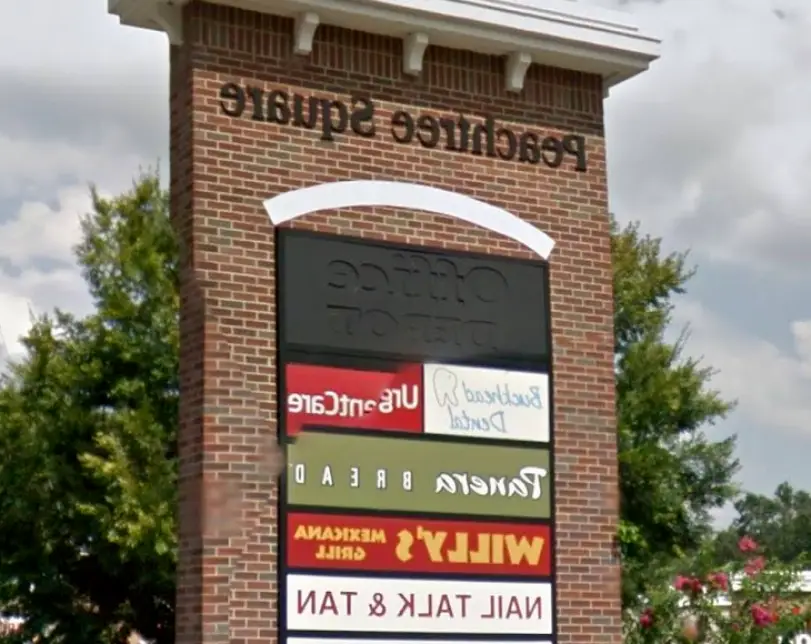 Peachtree Square
Office
DEPOT
UrgentCare
Buckhead
Dental
Panera BREAD
WILLY'S MEXICANA
GRILL
NAIL TALK & TAN